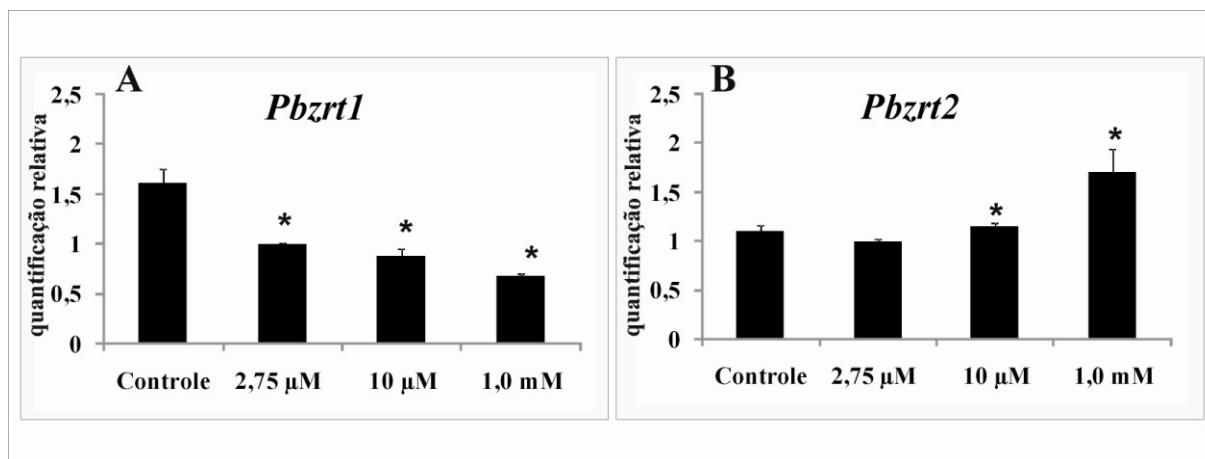 A
Pbzrt1
quantificação relativa
2,5
2
1,5
1
0,5
0
*
*
*
Controle 2,75 µM 10 µM 1,0 mM
B
Pbzrt2
quantificação relativa
2,5
2
1,5
1
0,5
0
*
*
Controle 2,75 µM 10 µM 1,0 mM